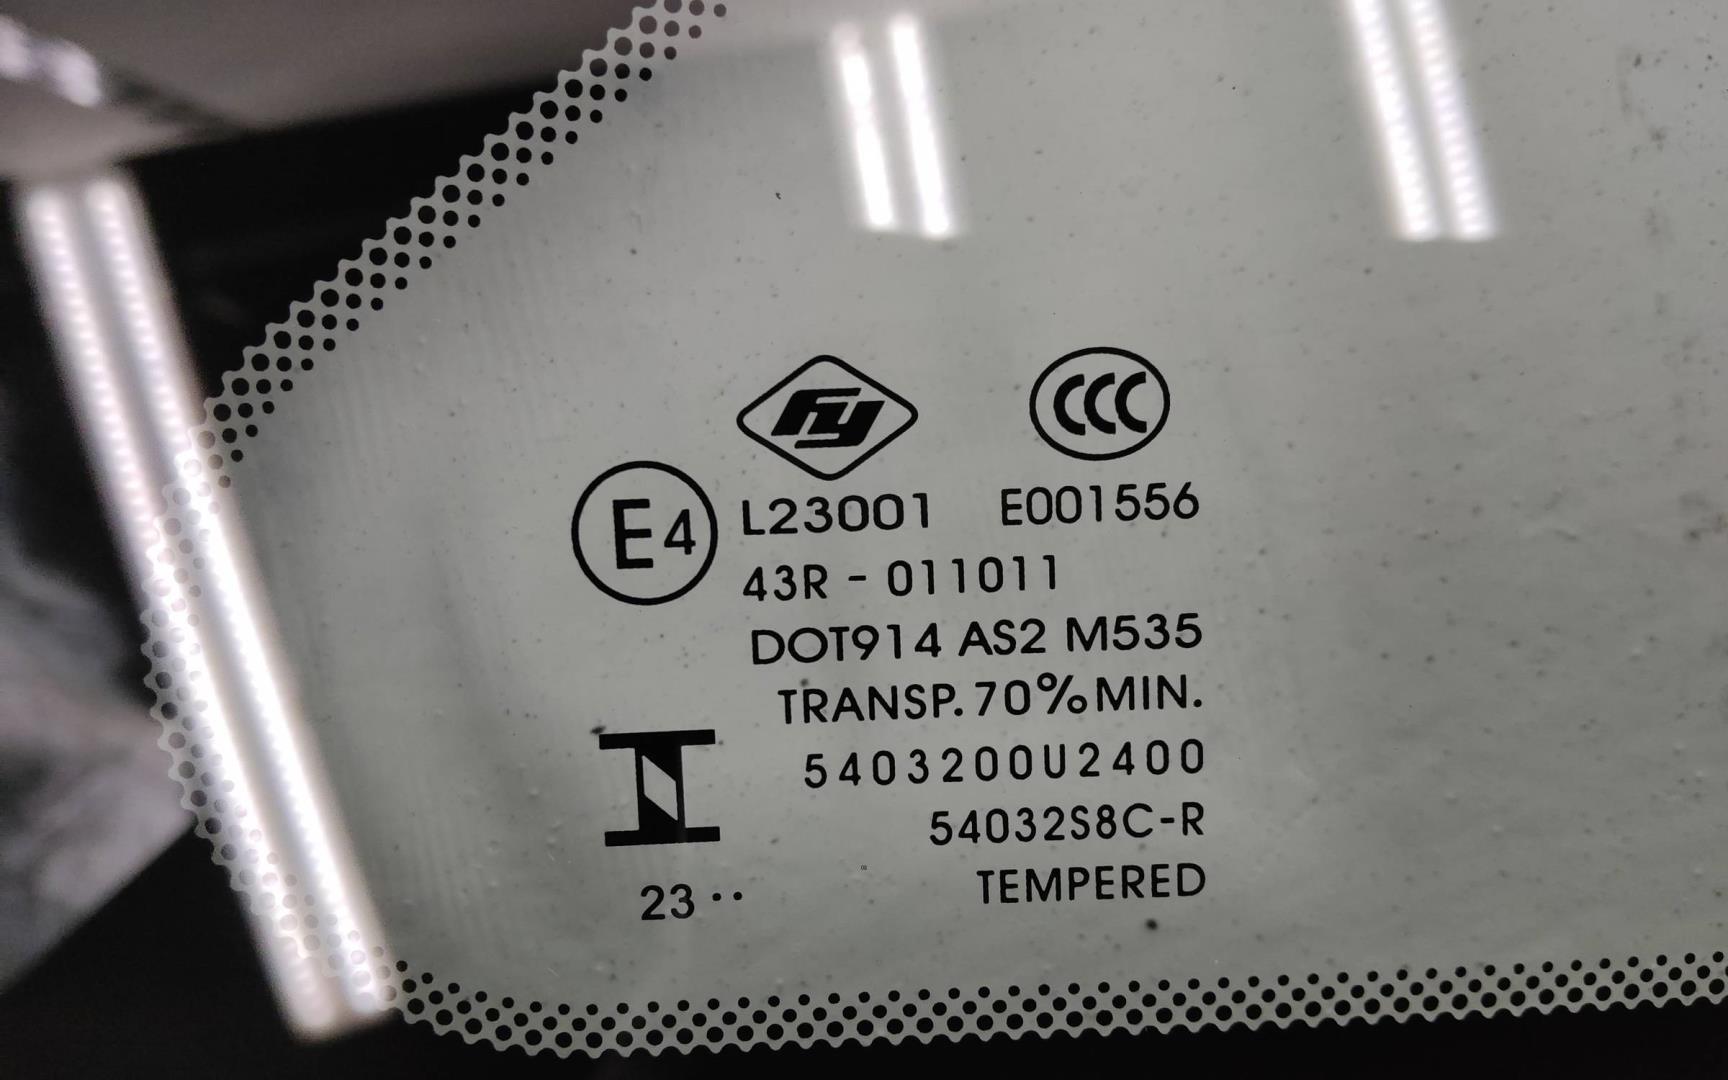 fy CCC
E4 L23001 E001556
43R - 011011
DOT914 AS2 M535
TRANSP. 70% MIN.
5403200U2400
54032S8C-R
23 ·· TEMPERED